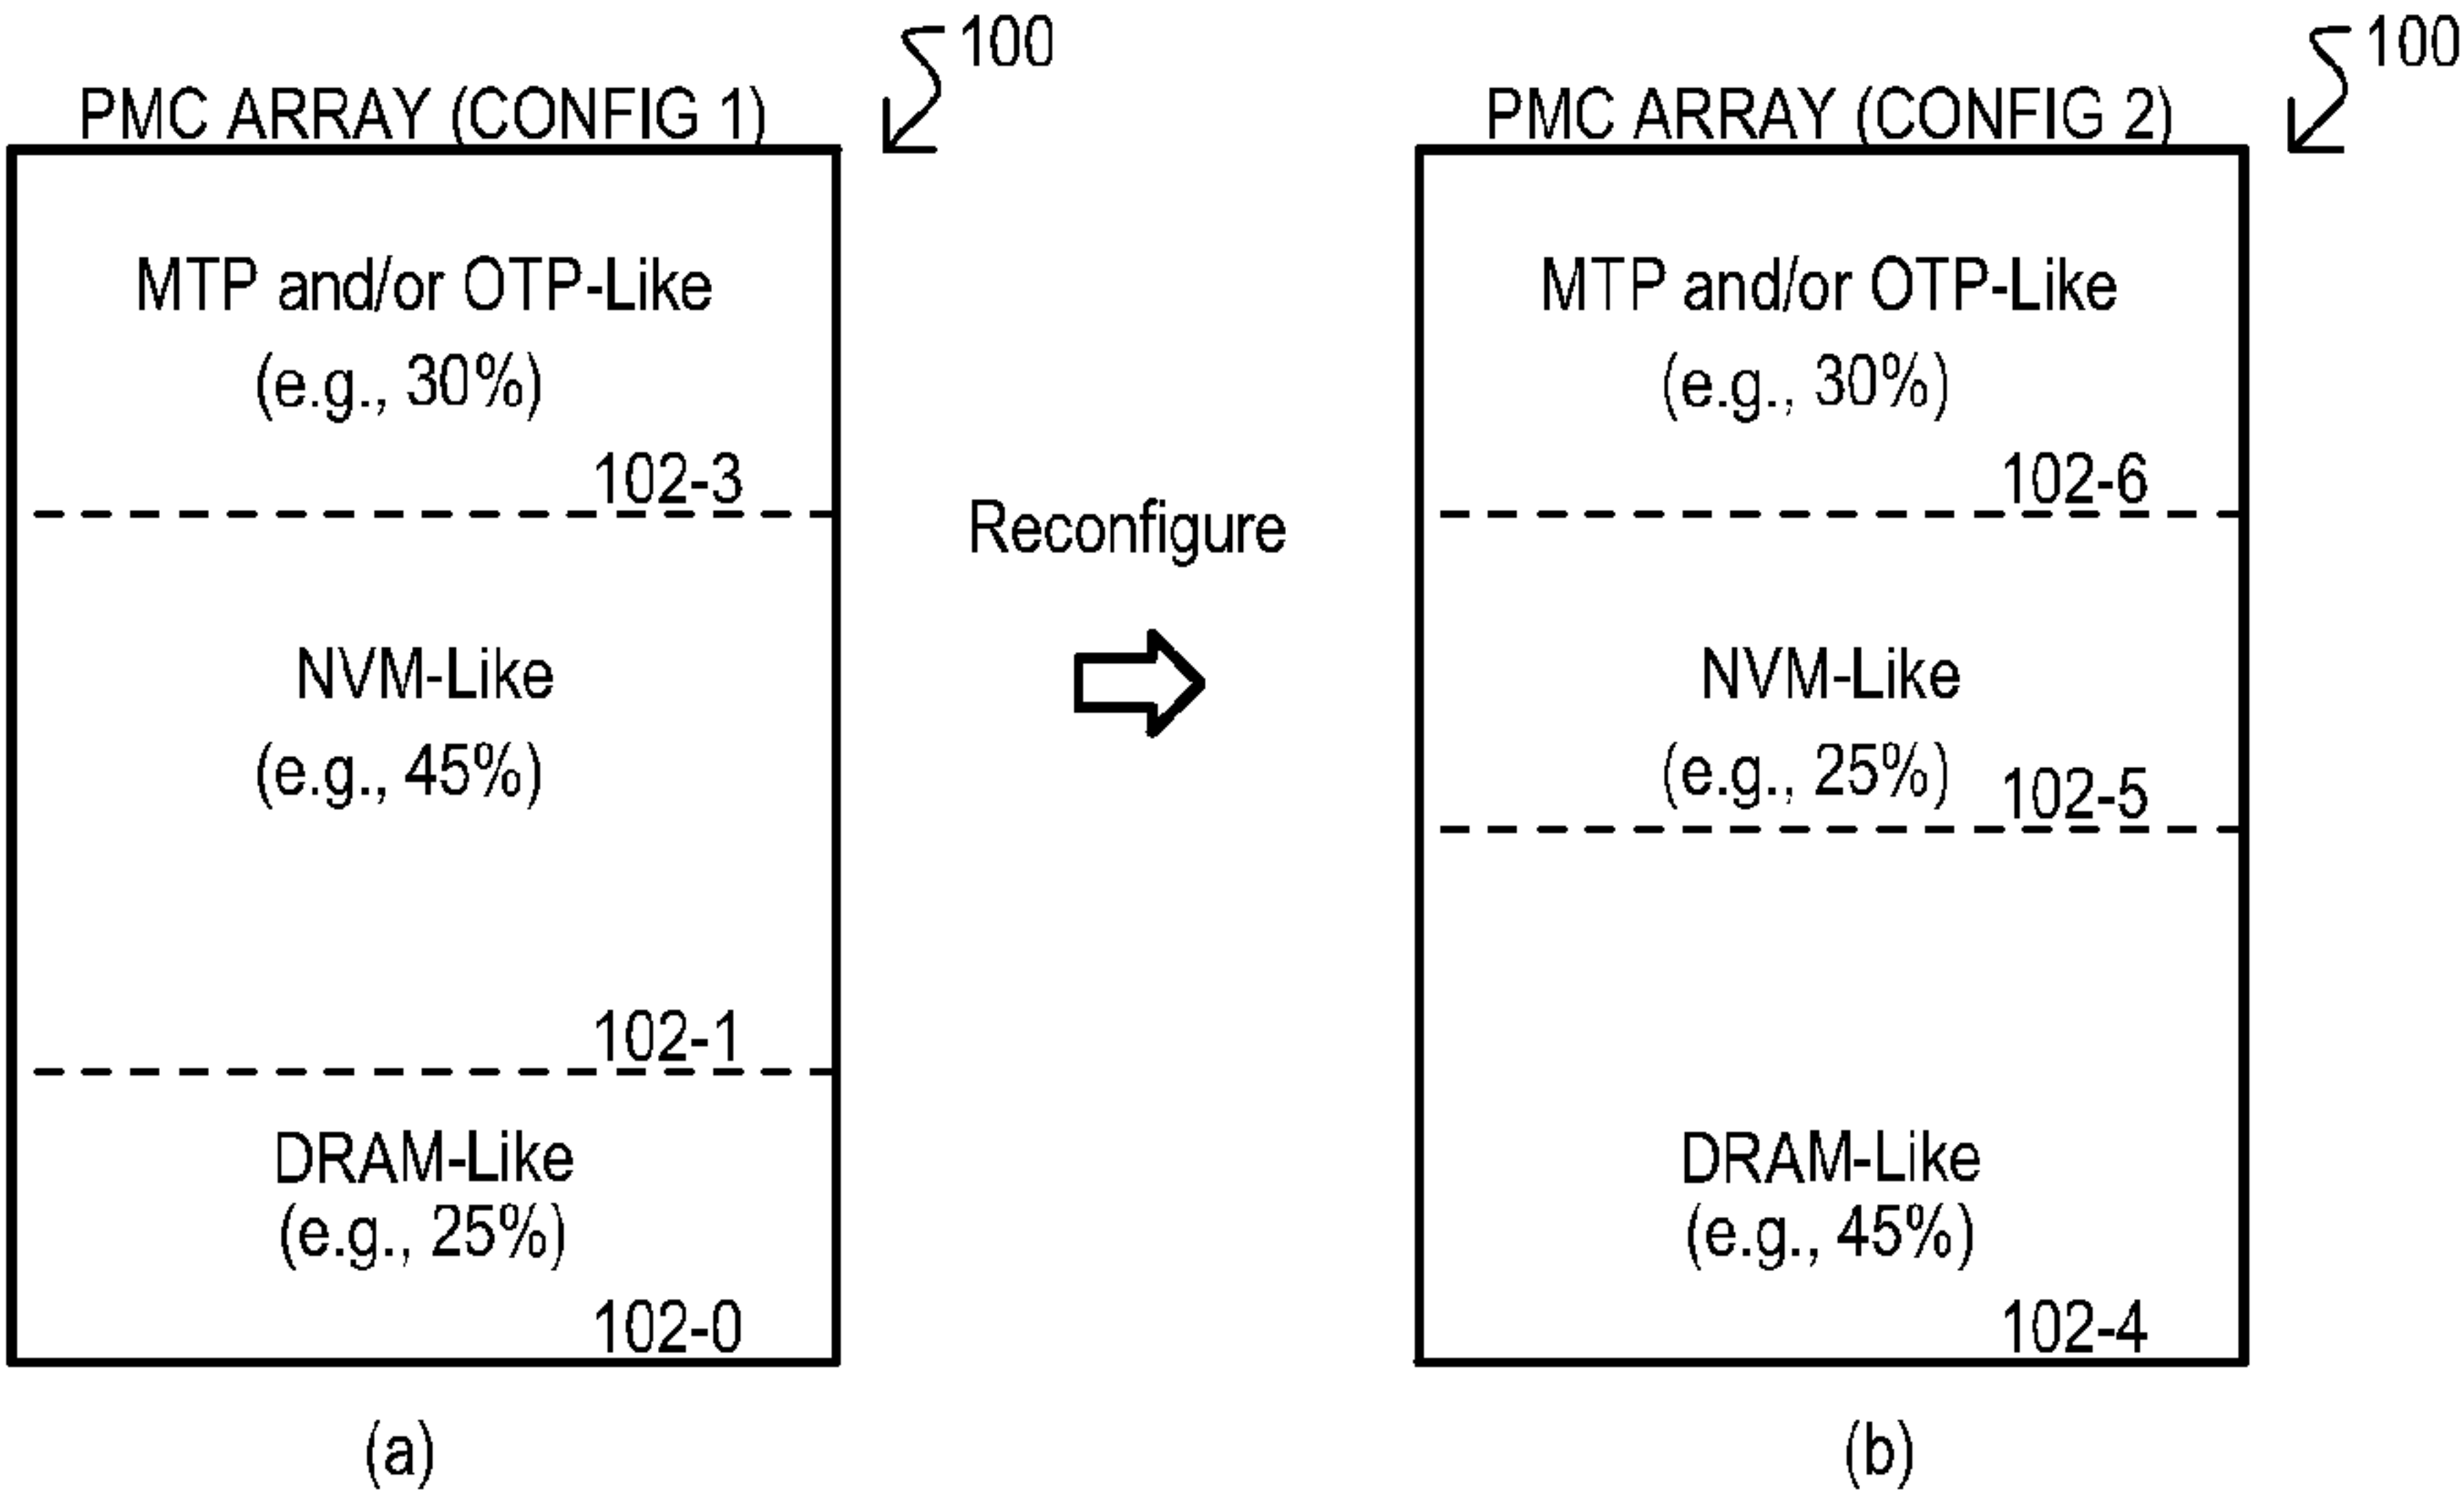 100
PMC ARRAY (CONFIG 1)
MTP and/or OTP-Like
(e.g., 30%)
102-3
NVM-Like
(e.g., 45%)
102-1
DRAM-Like
(e.g., 25%)
102-0
(a)
Reconfigure
100
PMC ARRAY (CONFIG 2)
MTP and/or OTP-Like
(e.g., 30%)
102-6
NVM-Like
(e.g., 25%)
102-5
DRAM-Like
(e.g., 45%)
102-4
(b)